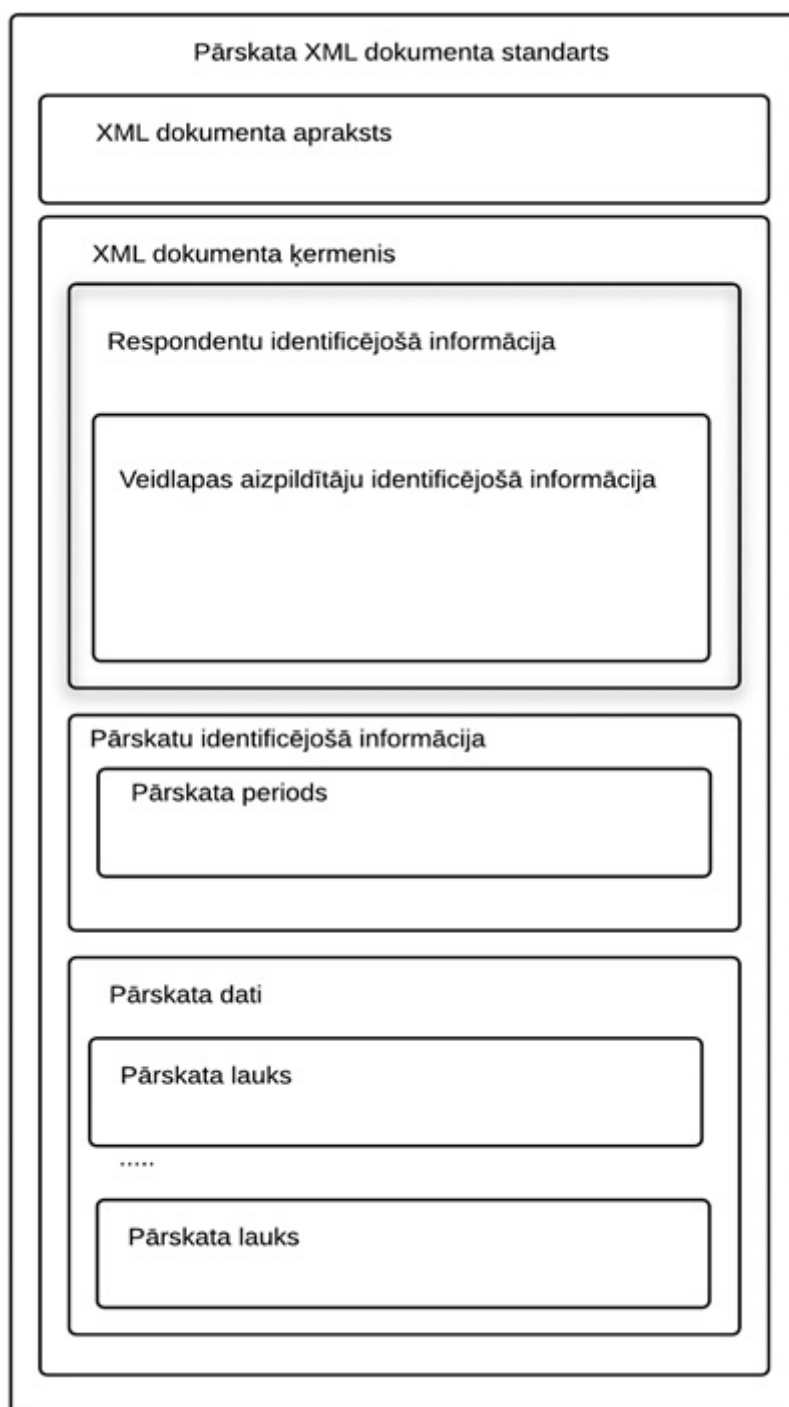 Pārskata XML dokumenta standarts
XML dokumenta apraksts
XML dokumenta ķermenis
Respondentu identificējošā informācija
Veidlapas aizpildītāju identificējošā informācija
Pārskatu identificējošā informācija
Pārskata periods
Pārskata dati
Pārskata lauks
.....
Pārskata lauks